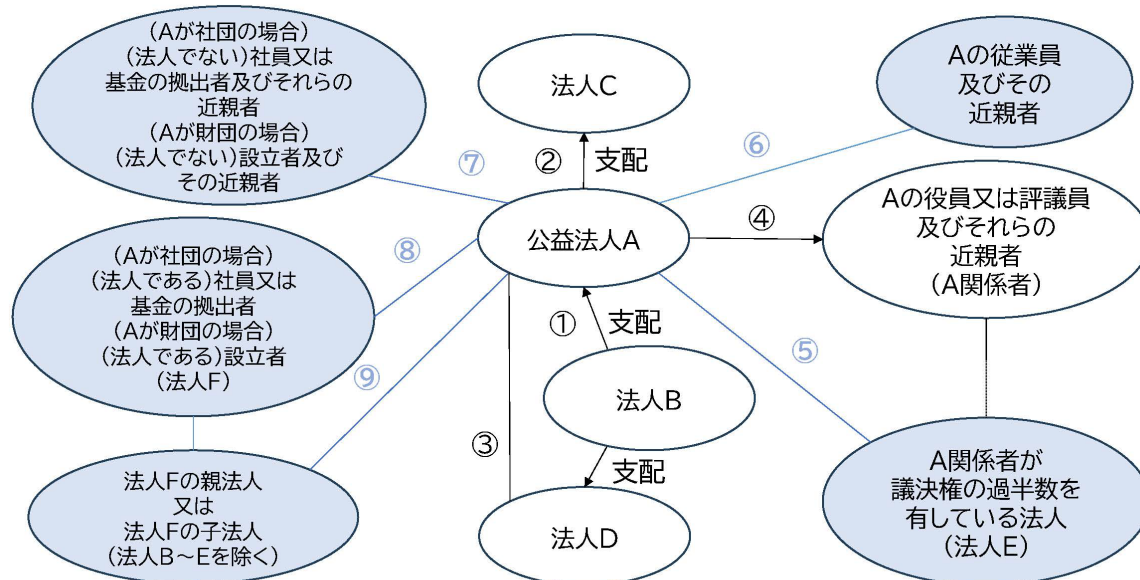 (Aが社団の場合)
(法人でない)社員又は
基金の拠出者及びそれらの
近親者
(Aが財団の場合)
(法人でない)設立者及び
その近親者
法人C
Aの従業員
及びその
近親者
⑦
②
支配
⑥
公益法人A
④
Aの役員又は評議員
及びそれらの
近親者
(A関係者)
(Aが社団の場合)
(法人である)社員又は
基金の拠出者
(Aが財団の場合)
(法人である)設立者
(法人F)
⑧
①
支配
⑤
⑨
法人B
③
支配
法人Fの親法人
又は
法人Fの子法人
(法人B～Eを除く)
法人D
A関係者が
議決権の過半数を
有している法人
(法人E)